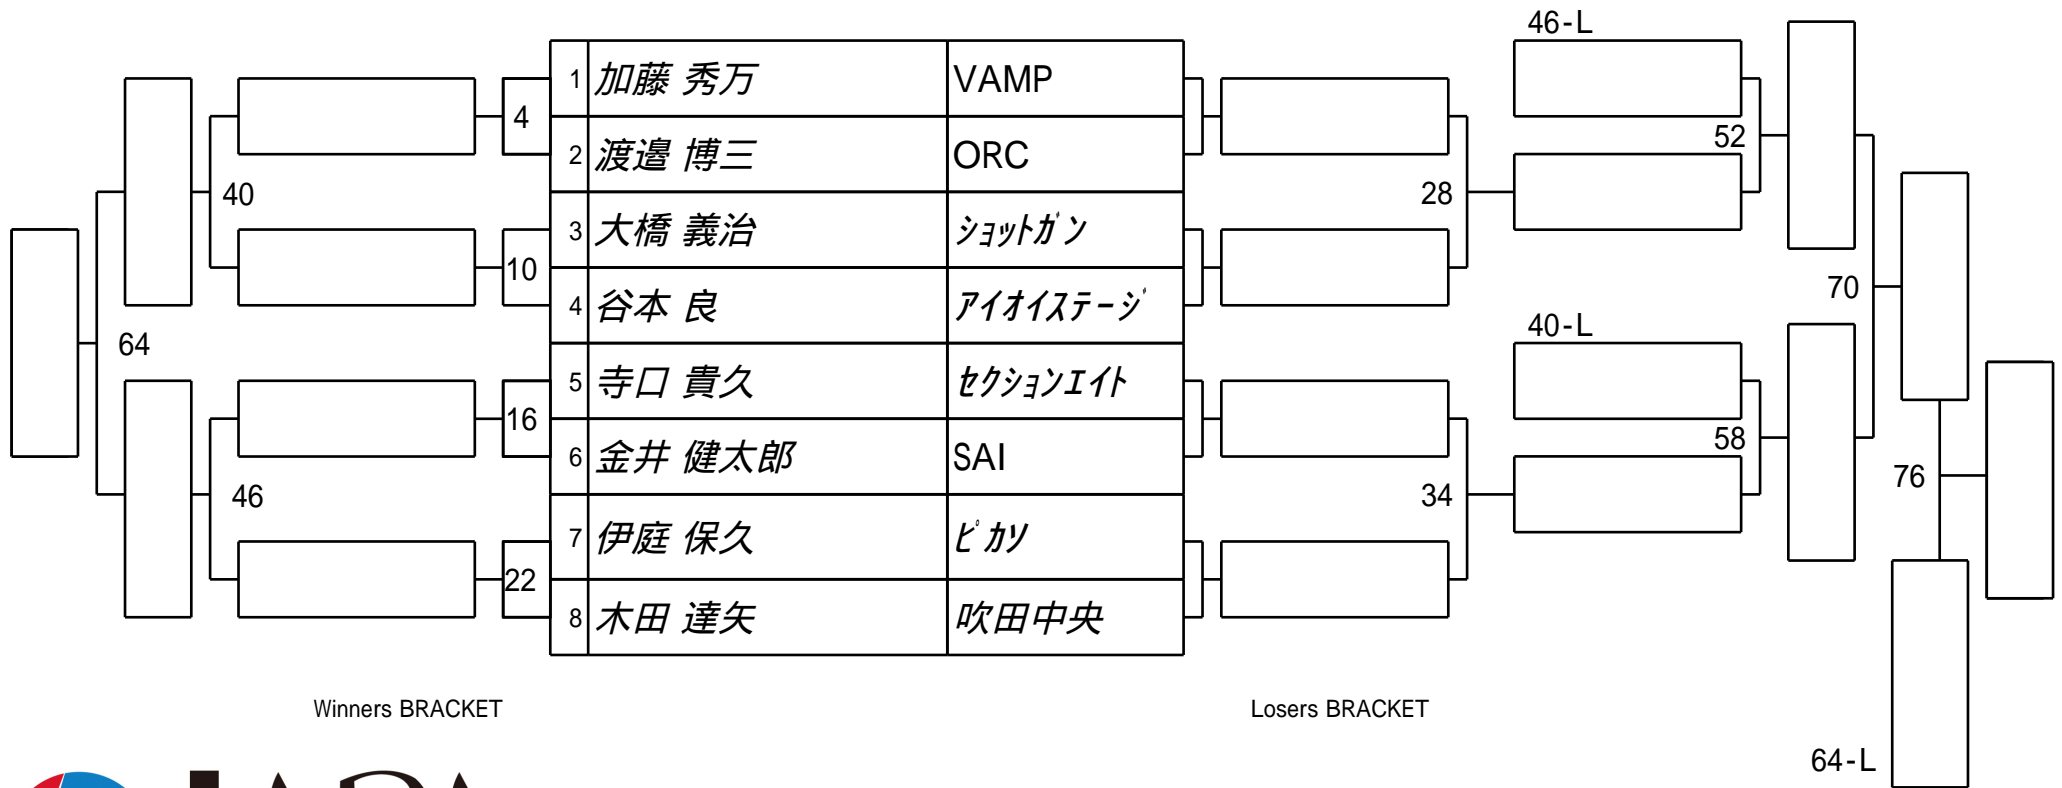 46-L
1 加藤 秀万 VAMP
4
52
2 渡邉 博三 ORC
40
28
3 大橋 義治 ｼｮｯﾄｶﾞﾝ
10
70
4 谷本 良 ｱｲｵｲｽﾃｰｼﾞ
40-L
64
5 寺口 貴久 ｾｸｼｮﾝｴｲﾄ
16
58
6 金井 健太郎 SAI
76
46
34
7 伊庭 保久 ﾋﾟｶｿ
22
8 木田 達矢 吹田中央
Winners BRACKET
Losers BRACKET
64-L